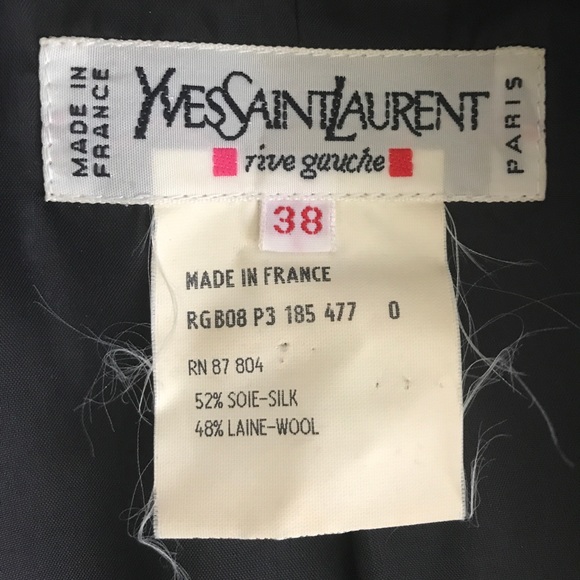 MADE IN
FRANCE
YVESSAINTLAURENT
rive gauche
PARIS
38
MADE IN FRANCE
RGB08 P3 185 477 0
RN 87 804
52% SOIE-SILK
48% LAINE-WOOL